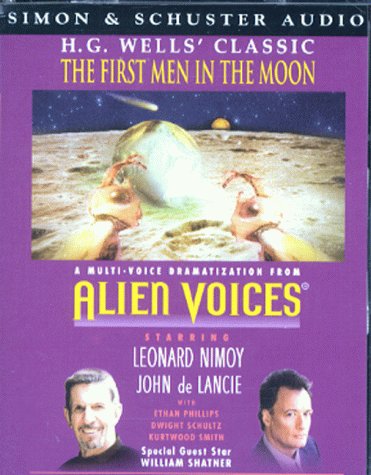 SIMON & SCHUSTER AUDIO
H.G. WELLS' CLASSIC
THE FIRST MEN IN THE MOON
A MULTI-VOICE DRAMATIZATION FROM
ALIEN VOICES®
STARRING
LEONARD NIMOY
JOHN de LANCIE
WITH
ETHAN PHILLIPS
DWIGHT SCHULTZ
KURTWOOD SMITH
Special Guest Star
WILLIAM SHATNER